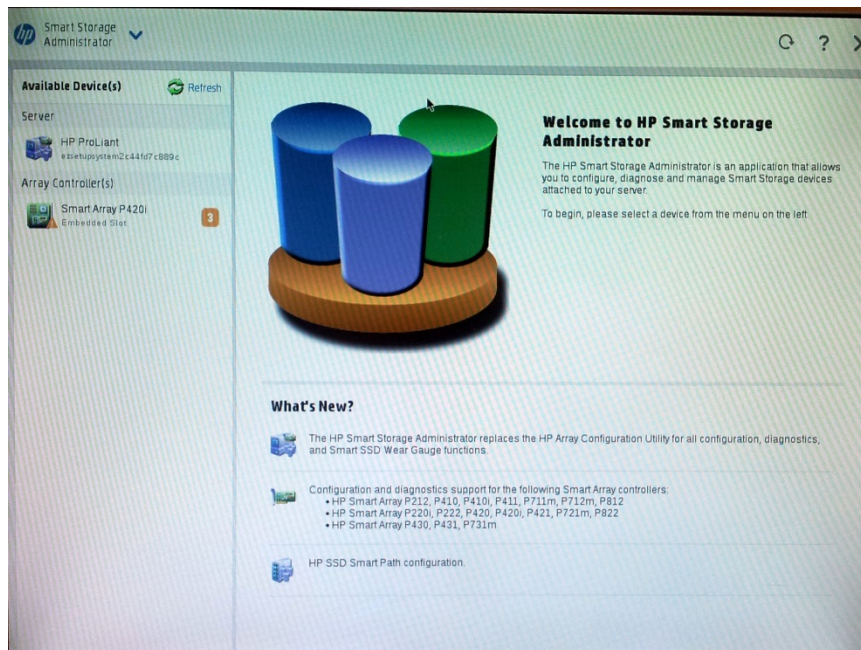 hp
Smart Storage
Administrator
?
Available Device(s)
Refresh
Server
HP ProLiant
ezsetupsystem2c44fd7c889c
Array Controller(s)
Smart Array P420i
Embedded Slot
3
Welcome to HP Smart Storage
Administrator
The HP Smart Storage Administrator is an application that allows
you to configure, diagnose and manage Smart Storage devices
attached to your server.
To begin, please select a device from the menu on the left
What's New?
The HP Smart Storage Administrator replaces the HP Array Configuration Utility for all configuration, diagnostics,
and Smart SSD Wear Gauge functions.
Configuration and diagnostics support for the following Smart Array controllers:
• HP Smart Array P212, P410, P410i, P411, P711m, P712m, P812
• HP Smart Array P220i, P222, P420, P420i, P421, P721m, P822
• HP Smart Array P430, P431, P731m
HP SSD Smart Path configuration.